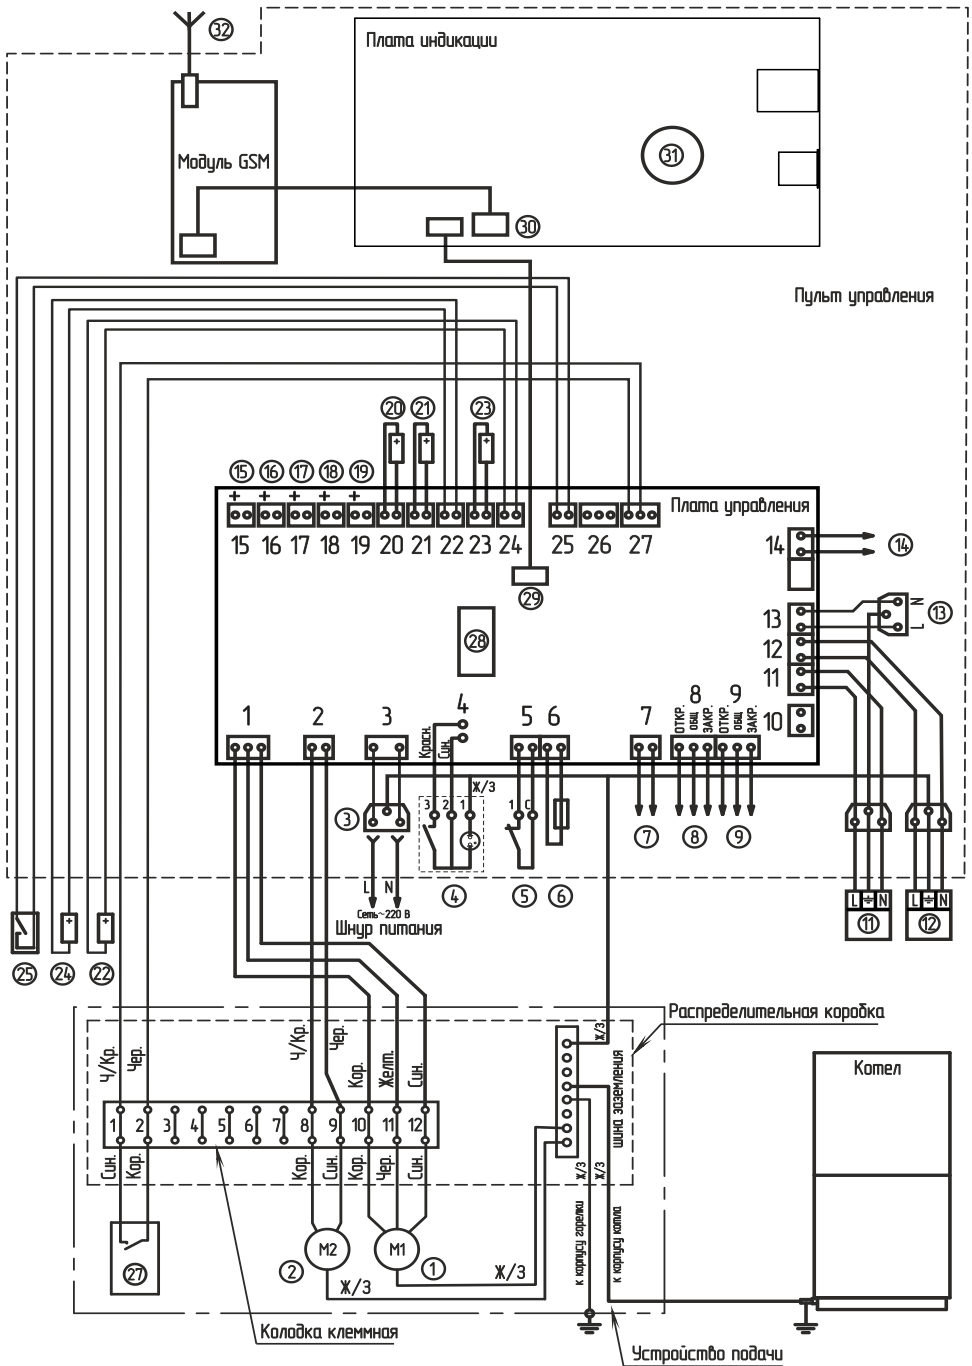 32
Плата индикации
Модуль GSM
31
30
Пульт управления
20 21 23
+ + +
15 16 17 18 19
+ + + + +
Плата управления
15 16 17 18 19 20 21 22 23 24 25 26 27
14 14
29
13 N L 13
12
28
11
10
1 2 3 4 5 6 7 8 9
Красн.
Син.
ОТКР.
ОБЩ
ЗАКР.
ОТКР.
ОБЩ
ЗАКР.
Ж/З
3 2 1 1 С
3 7 8 9
L N 4 5 6
Сеть~220 В
Шнур питания
L N L N
11 12
+ +
25 24 22
Распределительная коробка
Ч/Кр.
Чер.
Ч/Кр.
Чер.
Кор.
Желт.
Син.
Ж/З
шина заземления
Котел
1 2 3 4 5 6 7 8 9 10 11 12
Син.
Кор.
Кор.
Син.
Кор.
Чер.
Син.
Ж/З
Ж/З
к корпусу горелки
к корпусу котла
27
М2 М1
2 1
Ж/З Ж/З
Колодка клеммная
Устройство подачи